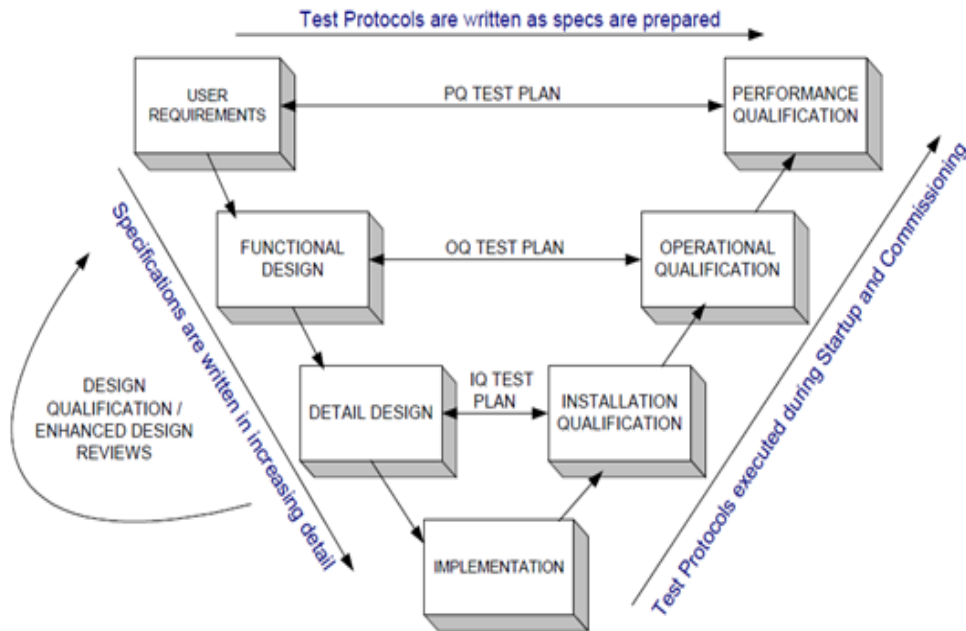 Test Protocols are written as specs are prepared
USER
REQUIREMENTS
PQ TEST PLAN
PERFORMANCE
QUALIFICATION
FUNCTIONAL
DESIGN
OQ TEST PLAN
OPERATIONAL
QUALIFICATION
Specifications are written in increasing detail
DESIGN
QUALIFICATION /
ENHANCED DESIGN
REVIEWS
DETAIL DESIGN
IQ TEST
PLAN
INSTALLATION
QUALIFICATION
Test Protocols executed during Startup and Commissioning
IMPLEMENTATION